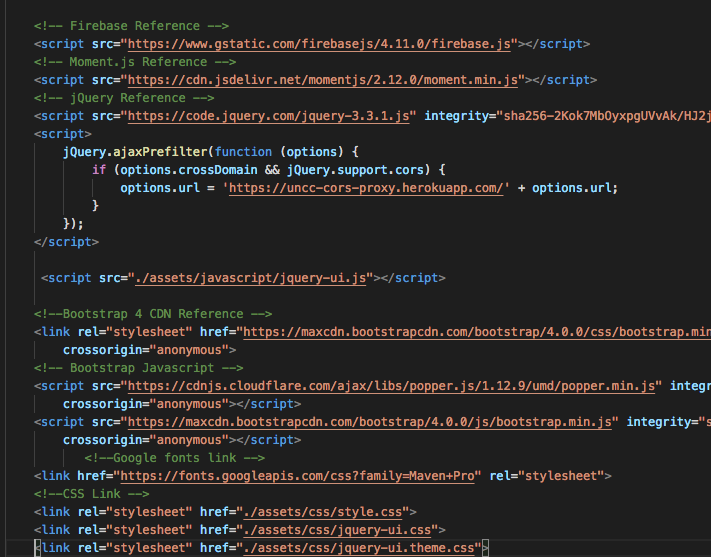 <!-- Firebase Reference -->
<script src="https://www.gstatic.com/firebasejs/4.11.0/firebase.js"></script>
<!-- Moment.js Reference -->
<script src="https://cdn.jsdelivr.net/momentjs/2.12.0/moment.min.js"></script>
<!-- jQuery Reference -->
<script src="https://code.jquery.com/jquery-3.3.1.js" integrity="sha256-2Kok7MbOyxpgUVvAk/HJ2j
<script>
jQuery.ajaxPrefilter(function (options) {
if (options.crossDomain && jQuery.support.cors) {
options.url = 'https://uncc-cors-proxy.herokuapp.com/' + options.url;
}
});
</script>
<script src="./assets/javascript/jquery-ui.js"></script>
<!--Bootstrap 4 CDN Reference -->
<link rel="stylesheet" href="https://maxcdn.bootstrapcdn.com/bootstrap/4.0.0/css/bootstrap.min
crossorigin="anonymous">
<!-- Bootstrap Javascript -->
<script src="https://cdnjs.cloudflare.com/ajax/libs/popper.js/1.12.9/umd/popper.min.js" integ
crossorigin="anonymous"></script>
<script src="https://maxcdn.bootstrapcdn.com/bootstrap/4.0.0/js/bootstrap.min.js" integrity="s
crossorigin="anonymous"></script>
<!--Google fonts link -->
<link href="https://fonts.googleapis.com/css?family=Maven+Pro" rel="stylesheet">
<!--CSS Link -->
<link rel="stylesheet" href="./assets/css/style.css">
<link rel="stylesheet" href="./assets/css/jquery-ui.css">
<link rel="stylesheet" href="./assets/css/jquery-ui.theme.css">